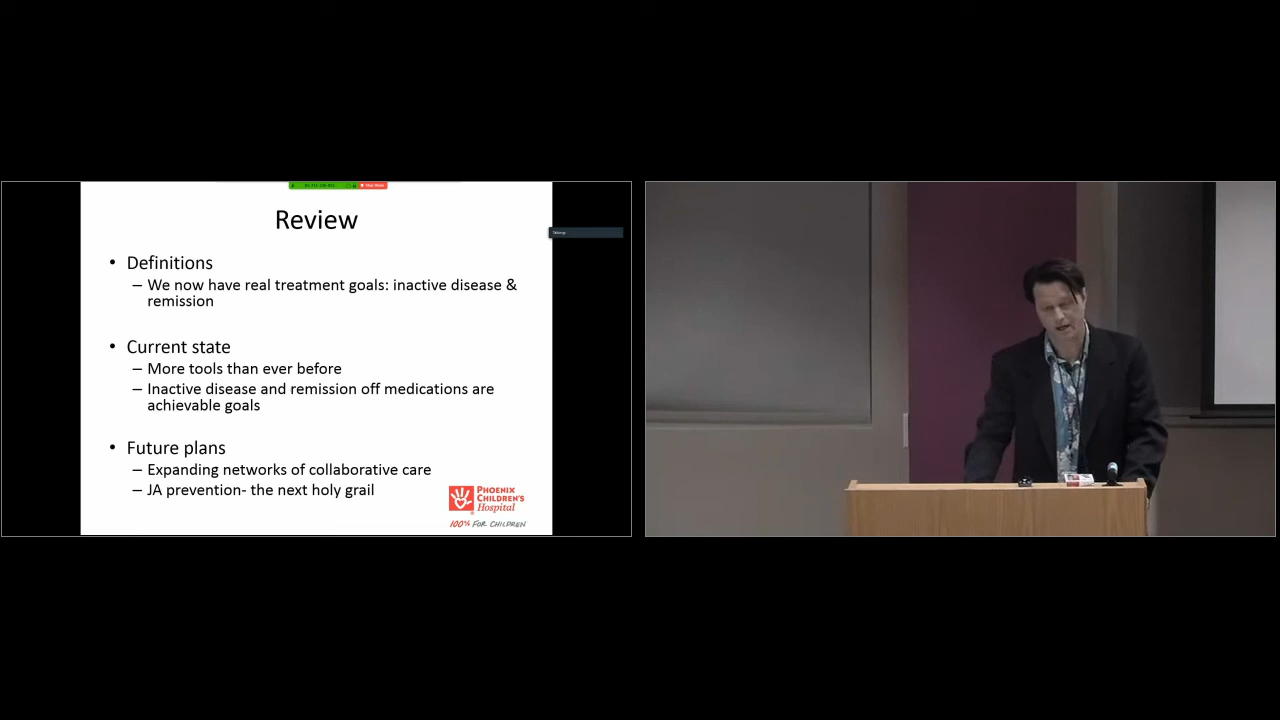 Review
• Definitions
– We now have real treatment goals: inactive disease &
remission
• Current state
– More tools than ever before
– Inactive disease and remission off medications are
achievable goals
• Future plans
– Expanding networks of collaborative care
– JA prevention- the next holy grail
PHOENIX
CHILDREN'S
Hospital
100% FOR CHILDREN